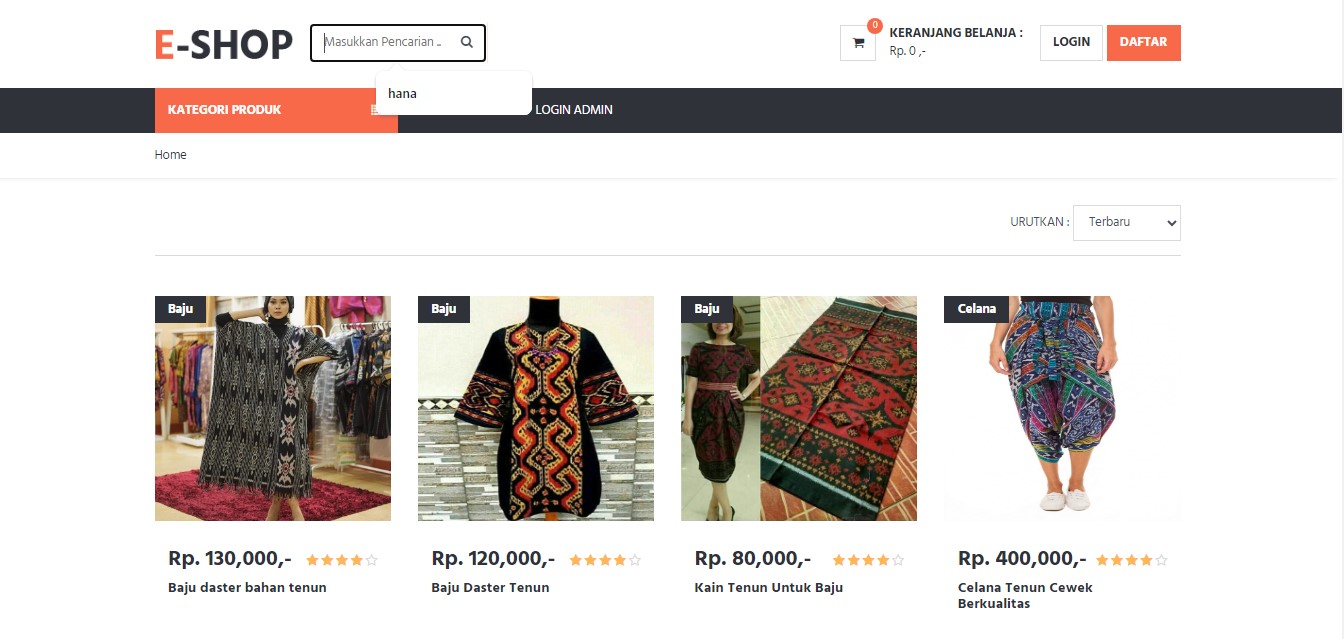 E-SHOP
Masukkan Pencarian ..
0
KERANJANG BELANJA :
Rp. 0 ,-
LOGIN
DAFTAR
hana
KATEGORI PRODUK
LOGIN ADMIN
Home
URUTKAN :
Terbaru
Baju
Baju
Baju
Celana
Rp. 130,000,-
Baju daster bahan tenun
Rp. 120,000,-
Baju Daster Tenun
Rp. 80,000,-
Kain Tenun Untuk Baju
Rp. 400,000,-
Celana Tenun Cewek
Berkualitas